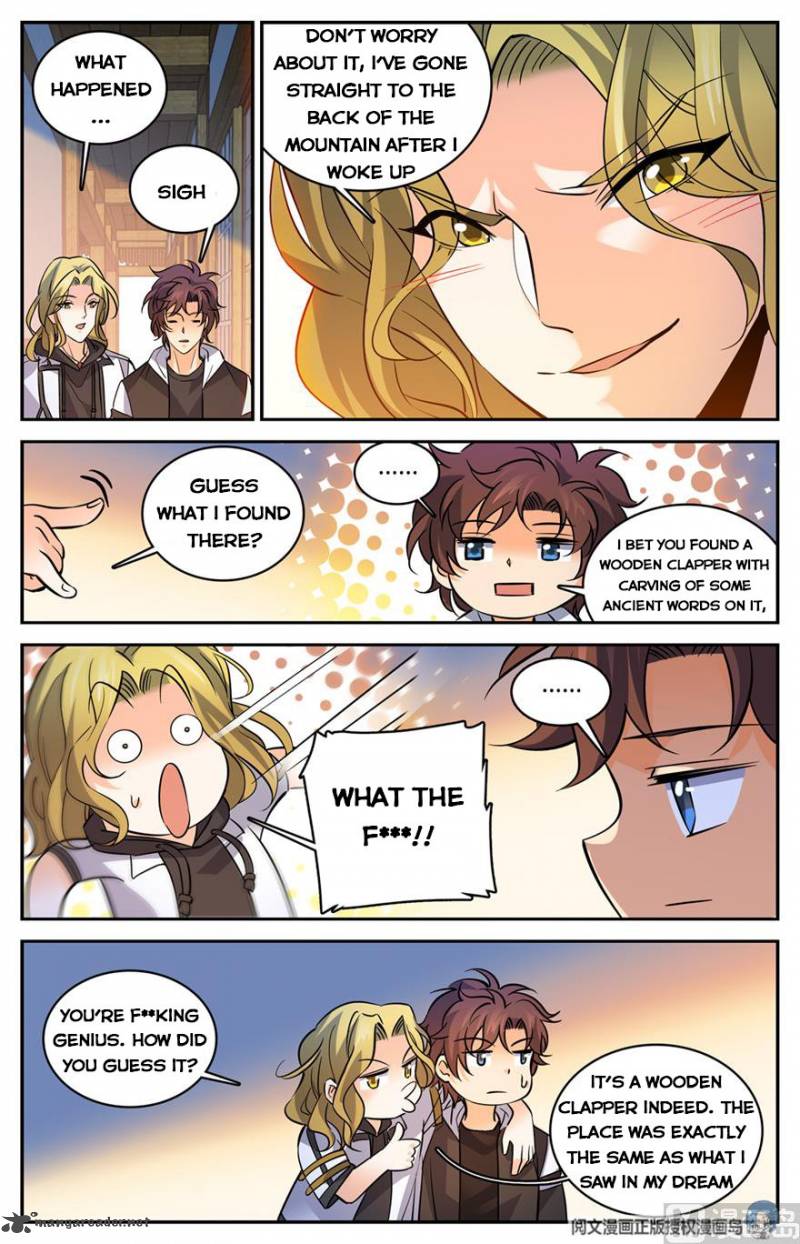 WHAT
HAPPENED
...
SIGH
DON'T WORRY
ABOUT IT, I'VE GONE
STRAIGHT TO THE
BACK OF THE
MOUNTAIN AFTER I
WOKE UP
GUESS
WHAT I FOUND
THERE?
......
I BET YOU FOUND A
WOODEN CLAPPER WITH
CARVING OF SOME
ANCIENT WORDS ON IT,
WHAT THE
F***!!
......
YOU'RE F**KING
GENIUS. HOW DID
YOU GUESS IT?
IT'S A WOODEN
CLAPPER INDEED. THE
PLACE WAS EXACTLY
THE SAME AS WHAT I
SAW IN MY DREAM
mangareader.net
阅文漫画正版授权漫画岛
漫画岛